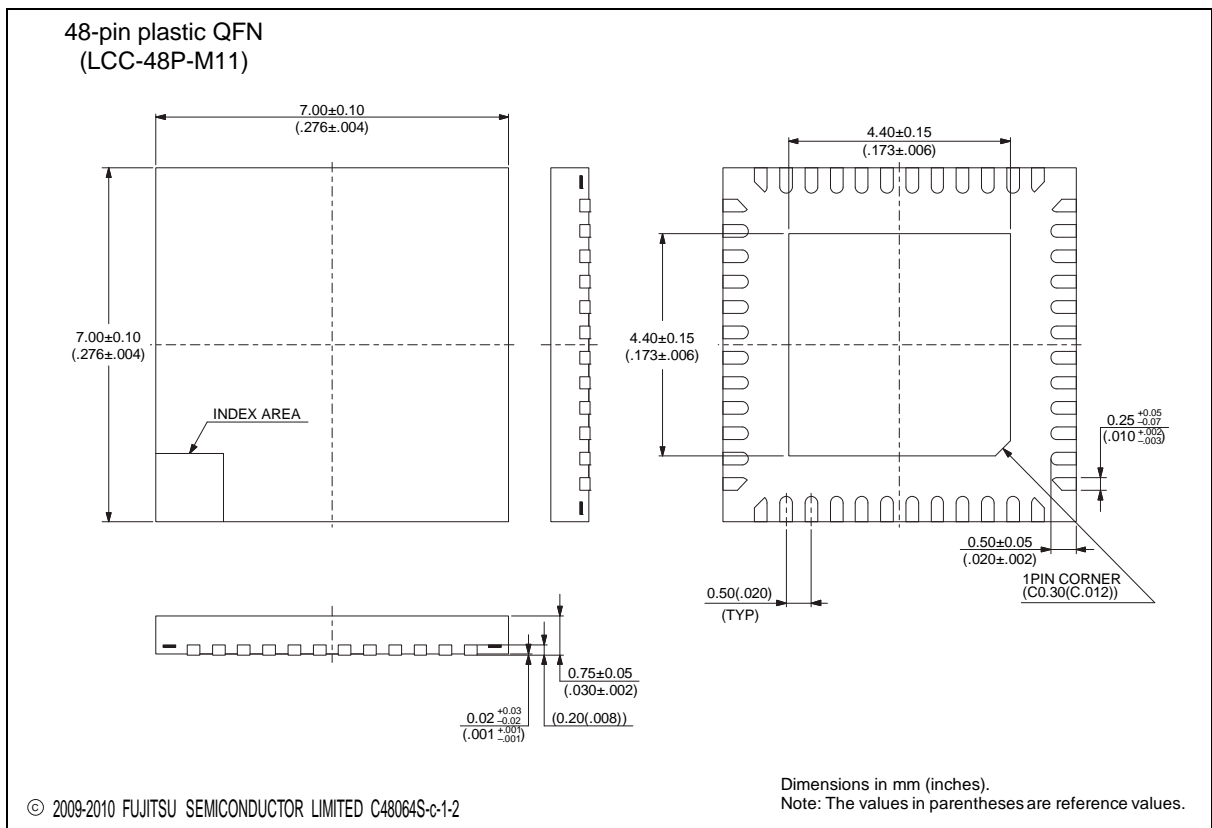 48-pin plastic QFN
(LCC-48P-M11)
7.00±0.10
(.276±.004)
4.40±0.15
(.173±.006)
7.00±0.10
(.276±.004)
4.40±0.15
(.173±.006)
INDEX AREA
0.25 +0.05 –0.07
(.010 +.002 –.003)
0.50±0.05
(.020±.002)
1PIN CORNER
(C0.30(C.012))
0.50(.020)
(TYP)
0.75±0.05
(.030±.002)
0.02 +0.03 –0.02
(.001 +.001 –.001)
(0.20(.008))
Dimensions in mm (inches).
Note: The values in parentheses are reference values.
© 2009-2010 FUJITSU SEMICONDUCTOR LIMITED C48064S-c-1-2